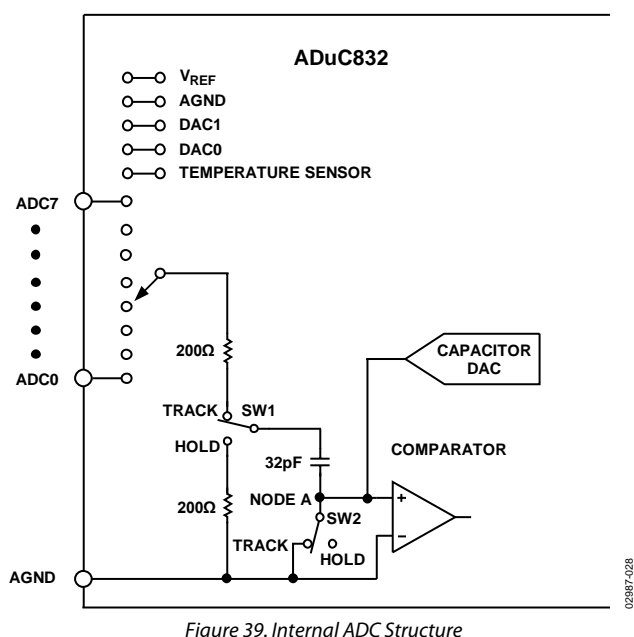 ADuC832
VREF
AGND
DAC1
DAC0
TEMPERATURE SENSOR
ADC7
ADC0
200Ω
CAPACITOR
DAC
TRACK
SW1
HOLD
COMPARATOR
32pF
200Ω
NODE A
+
SW2
TRACK
HOLD
–
AGND
02987-028
Figure 39. Internal ADC Structure